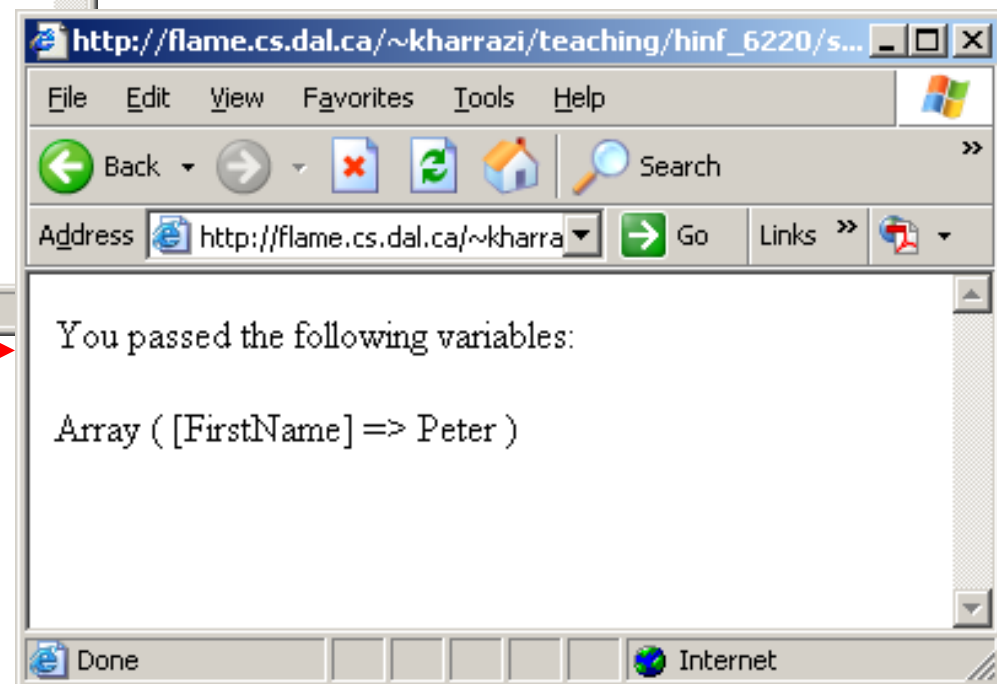 http://flame.cs.dal.ca/~kharrazi/teaching/hinf_6220/s...
File Edit View Favorites Tools Help
Back Search »
Address http://flame.cs.dal.ca/~kharra Go Links »
You passed the following variables:
Array ( [FirstName] => Peter )
Done Internet